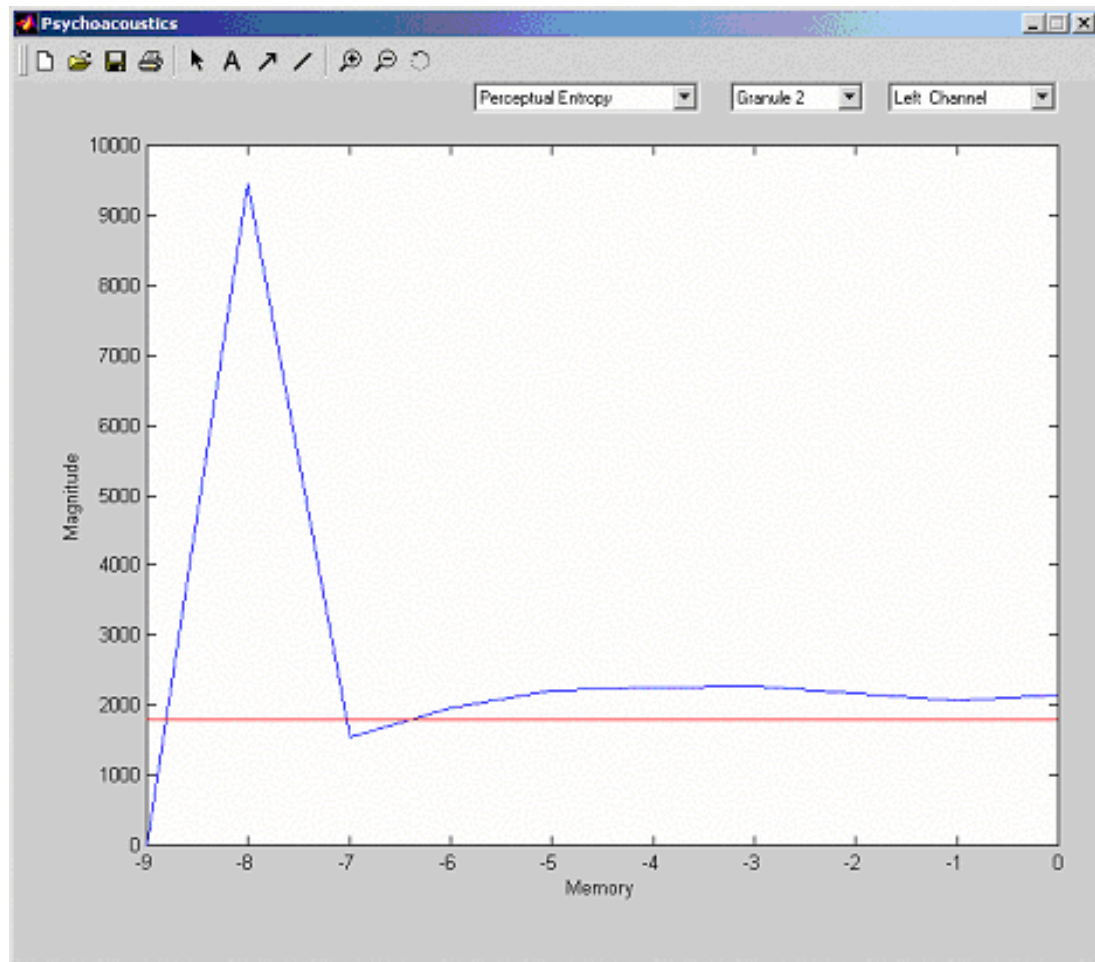 Psychoacoustics
A
Perceptual Entropy
Granule 2
Left Channel
10000
9000
8000
7000
6000
5000
4000
3000
2000
1000
0
Magnitude
-9 -8 -7 -6 -5 -4 -3 -2 -1 0
Memory